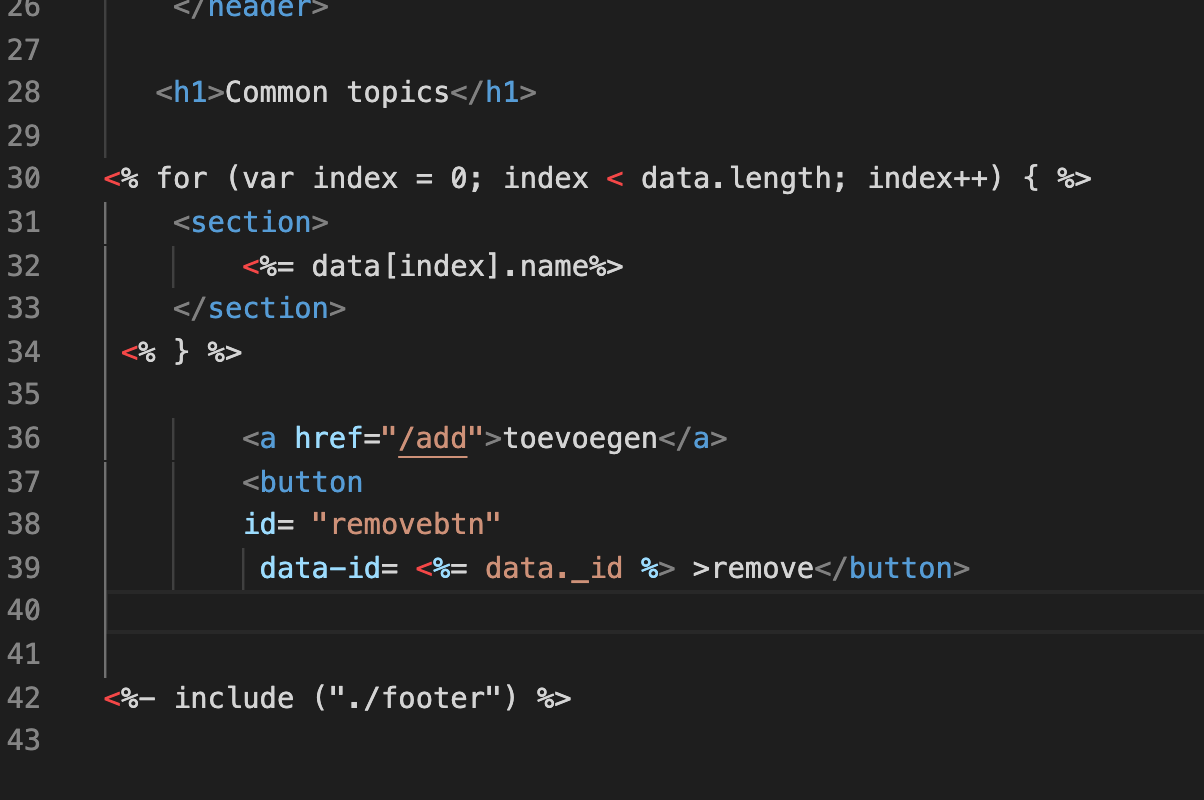 26 </header>
27
28 <h1>Common topics</h1>
29
30 <% for (var index = 0; index < data.length; index++) { %>
31 <section>
32 <%= data[index].name%>
33 </section>
34 <% } %>
35
36 <a href="/add">toevoegen</a>
37 <button
38 id= "removebtn"
39 data-id= <%= data._id %> >remove</button>
40
41
42 <%- include ("./footer") %>
43